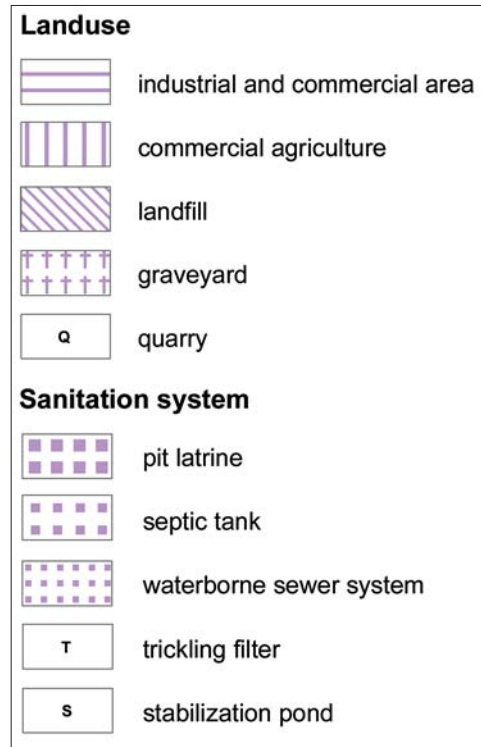 Landuse
industrial and commercial area
commercial agriculture
landfill
graveyard
Q quarry
Sanitation system
pit latrine
septic tank
waterborne sewer system
T trickling filter
S stabilization pond